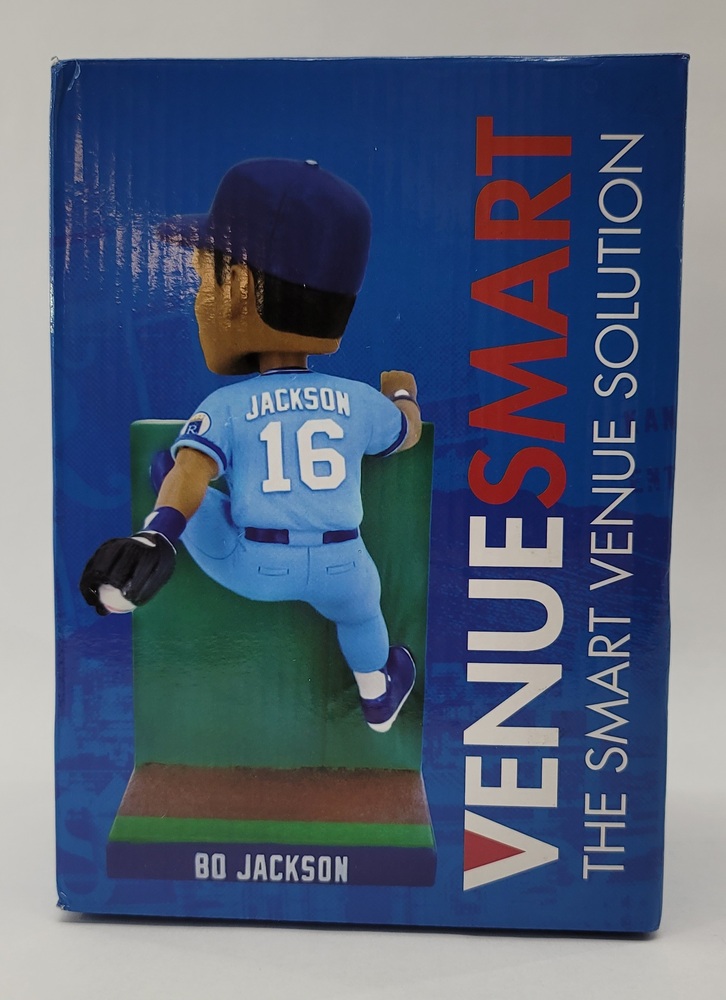 JACKSON
16
R
BO JACKSON
VENUESMART
THE SMART VENUE SOLUTION